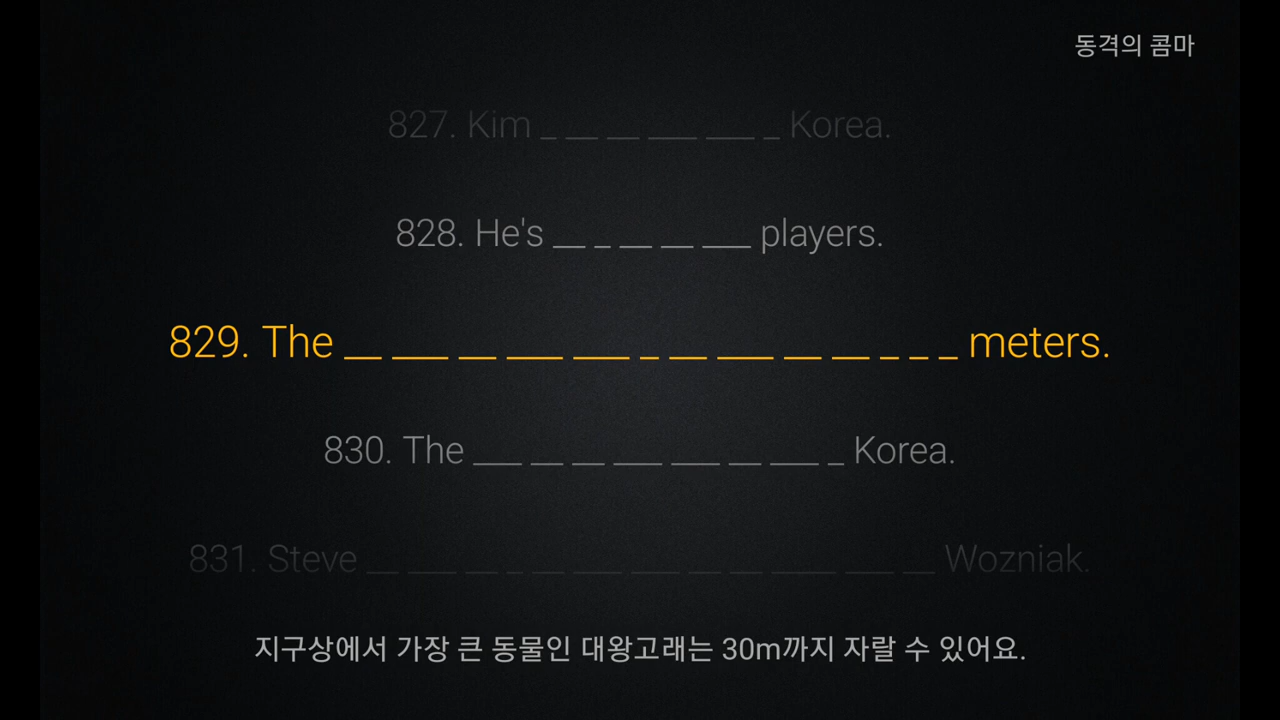 동격의 콤마
827. Kim _ __ __ ___ ___ _ Korea.
828. He's __ _ __ __ ___ players.
829. The __ ___ __ ___ ___ _ __ ___ __ __ _ _ _ meters.
830. The ___ __ __ ___ ___ __ ___ _ Korea.
831. Steve __ ___ __ _ __ ___ ___ __ __ ____ ___ __ Wozniak.
지구상에서 가장 큰 동물인 대왕고래는 30m까지 자랄 수 있어요.